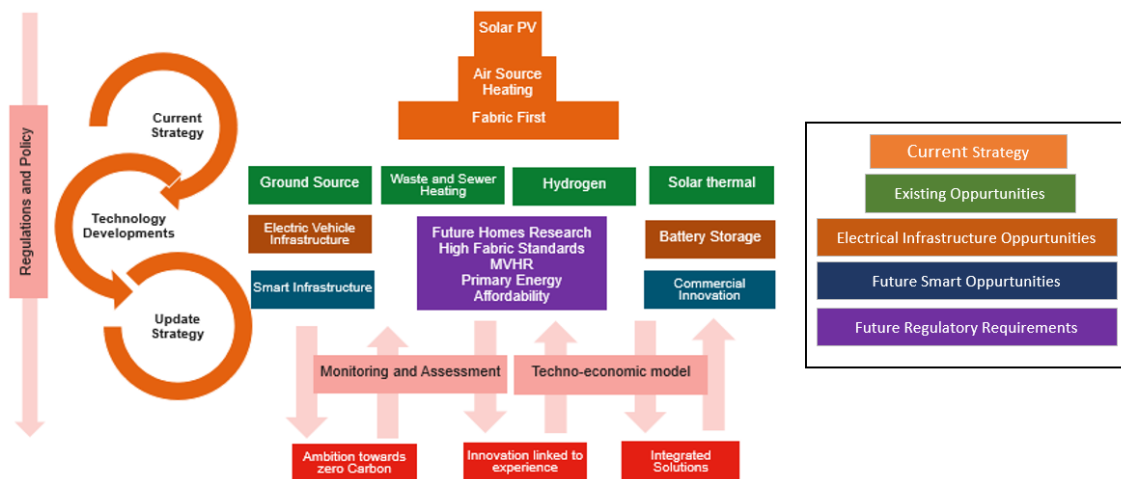 Solar PV
Air Source
Heating
Fabric First
Regulations and Policy
Current
Strategy
Technology
Developments
Update
Strategy
Ground Source
Waste and Sewer
Heating
Hydrogen
Solar thermal
Electric Vehicle
Infrastructure
Future Homes Research
High Fabric Standards
MVHR
Primary Energy
Affordability
Battery Storage
Smart Infrastructure
Commercial
Innovation
Monitoring and Assessment
Techno-economic model
Ambition towards
zero Carbon
Innovation linked to
experience
Integrated
Solutions
Current Strategy
Existing Oppurtunities
Electrical Infrastructure Oppurtunities
Future Smart Oppurtunities
Future Regulatory Requirements